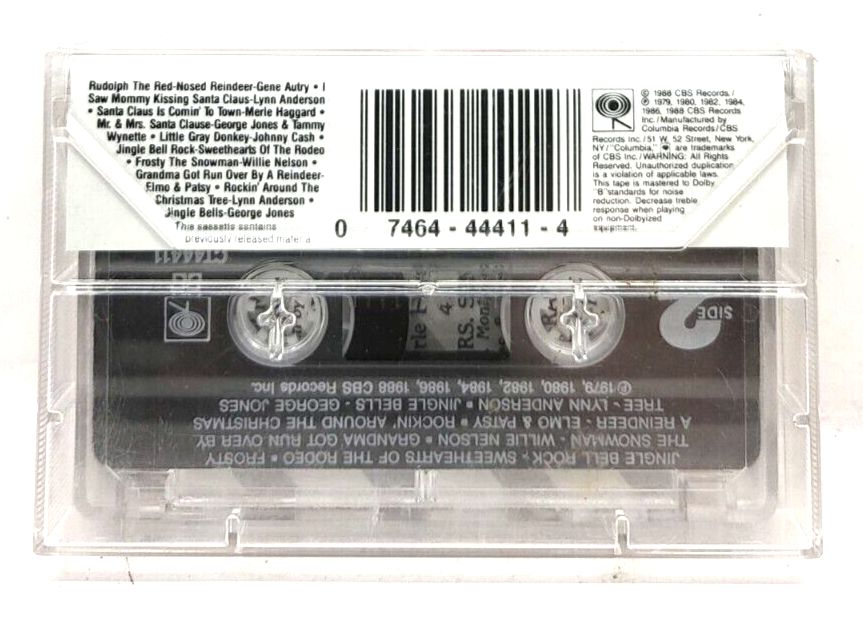 Rudolph The Red-Nosed Reindeer-Gene Autry • I
Saw Mommy Kissing Santa Claus-Lynn Anderson
• Santa Claus Is Comin' To Town-Merle Haggard •
Mr. & Mrs. Santa Clause-George Jones & Tammy
Wynette • Little Gray Donkey-Johnny Cash •
Jingle Bell Rock-Sweethearts Of The Rodeo
• Frosty The Snowman-Willie Nelson •
Grandma Got Run Over By A Reindeer-
Elmo & Patsy • Rockin' Around The
Christmas Tree-Lynn Anderson •
Jingle Bells-George Jones
This cassette contains
previously released material
0 7464 - 44411 - 4
© 1988 CBS Records /
℗ 1979, 1980, 1982, 1984,
1986, 1988 CBS Records
Inc./Manufactured by
Columbia Records/CBS
Records Inc./51 W. 52 Street, New York,
NY/"Columbia," are trademarks
of CBS Inc./WARNING: All Rights
Reserved. Unauthorized duplication
is a violation of applicable laws.
This tape is mastered to Dolby
"B" standards for noise
reduction. Decrease treble
response when playing
on non-Dolbyized
equipment.
CT44411
SIDE 2
JINGLE BELL ROCK - SWEETHEARTS OF THE RODEO • FROSTY
THE SNOWMAN - WILLIE NELSON • GRANDMA GOT RUN OVER BY
A REINDEER - ELMO & PATSY • ROCKIN' AROUND THE CHRISTMAS
TREE - LYNN ANDERSON • JINGLE BELLS - GEORGE JONES
℗ 1979, 1980, 1982, 1984, 1986, 1988 CBS Records Inc.